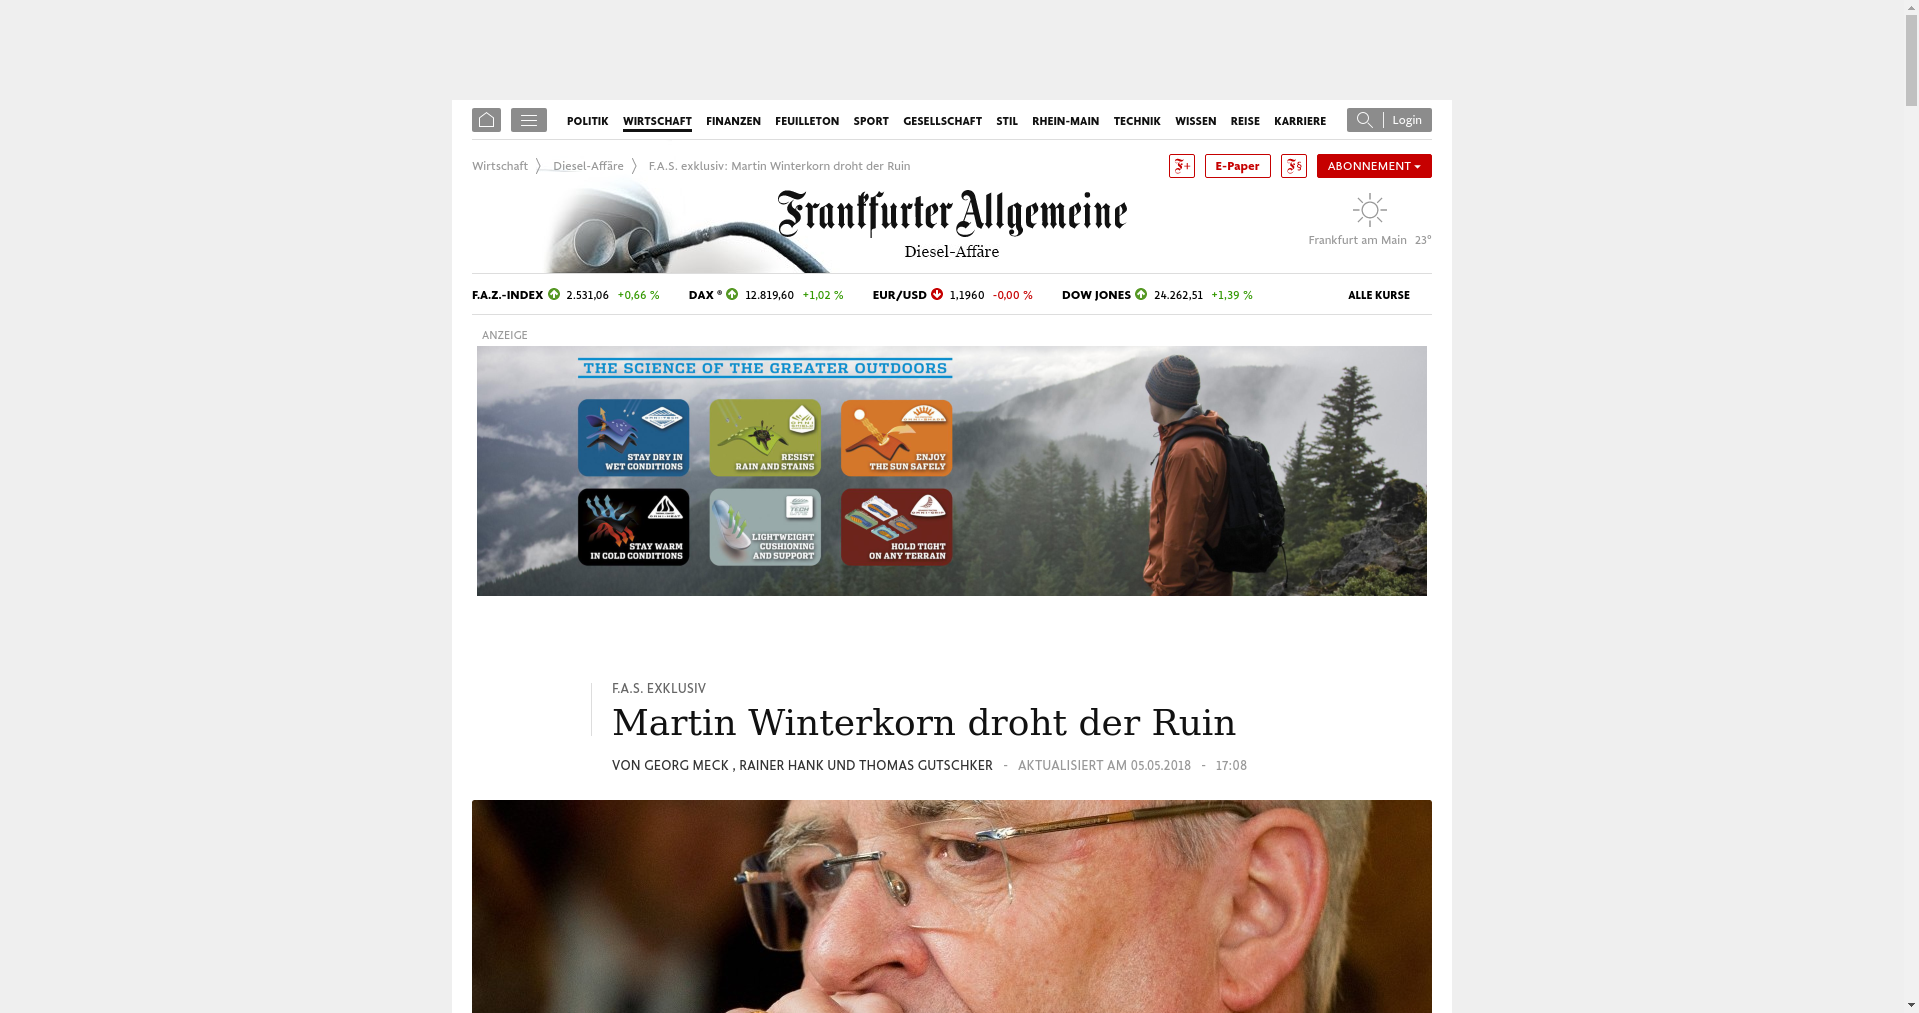 POLITIK WIRTSCHAFT FINANZEN FEUILLETON SPORT GESELLSCHAFT STIL RHEIN-MAIN TECHNIK WISSEN REISE KARRIERE Login
Wirtschaft Diesel-Affäre F.A.S. exklusiv: Martin Winterkorn droht der Ruin E-Paper ABONNEMENT
Frankfurter Allgemeine
Diesel-Affäre
Frankfurt am Main 23°
F.A.Z.-INDEX 2.531,06 +0,66 % DAX ® 12.819,60 +1,02 % EUR/USD 1,1960 -0,00 % DOW JONES 24.262,51 +1,39 % ALLE KURSE
ANZEIGE
THE SCIENCE OF THE GREATER OUTDOORS
STAY DRY IN
WET CONDITIONS
RESIST
RAIN AND STAINS
ENJOY
THE SUN SAFELY
STAY WARM
IN COLD CONDITIONS
LIGHTWEIGHT
CUSHIONING
AND SUPPORT
HOLD TIGHT
ON ANY TERRAIN
F.A.S. EXKLUSIV
Martin Winterkorn droht der Ruin
VON GEORG MECK , RAINER HANK UND THOMAS GUTSCHKER - AKTUALISIERT AM 05.05.2018 - 17:08